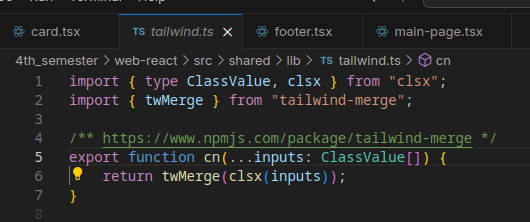 card.tsx
TS tailwind.ts
footer.tsx
main-page.tsx
4th_semester > web-react > src > shared > lib > TS tailwind.ts > cn
1 import { type ClassValue, clsx } from "clsx";
2 import { twMerge } from "tailwind-merge";
3
4 /** https://www.npmjs.com/package/tailwind-merge */
5 export function cn(...inputs: ClassValue[]) {
6 return twMerge(clsx(inputs));
7 }
8